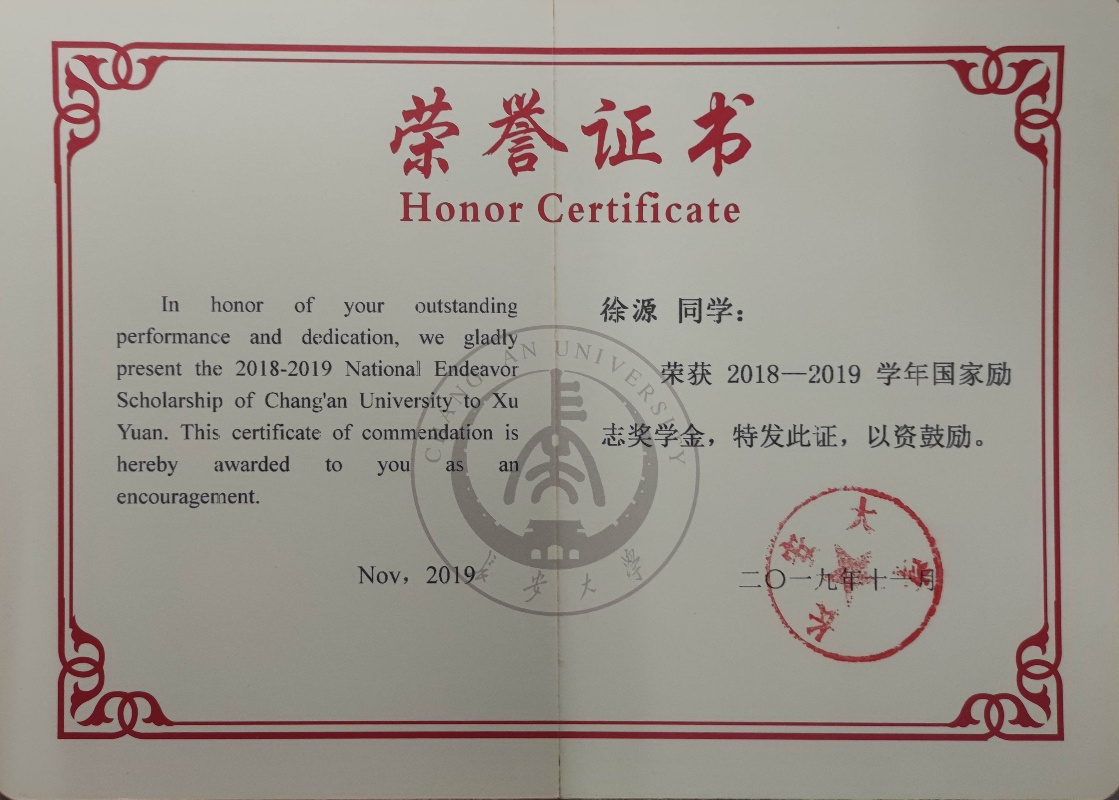 荣誉证书
Honor Certificate
In honor of your outstanding
performance and dedication, we gladly
present the 2018-2019 National Endeavor
Scholarship of Chang'an University to Xu
Yuan. This certificate of commendation is
hereby awarded to you as an
encouragement.
Nov，2019
徐源 同学：
荣获 2018—2019 学年国家励
志奖学金，特发此证，以资鼓励。
二〇一九年十一月
CHANG'AN UNIVERSITY
长安大学
长安大学